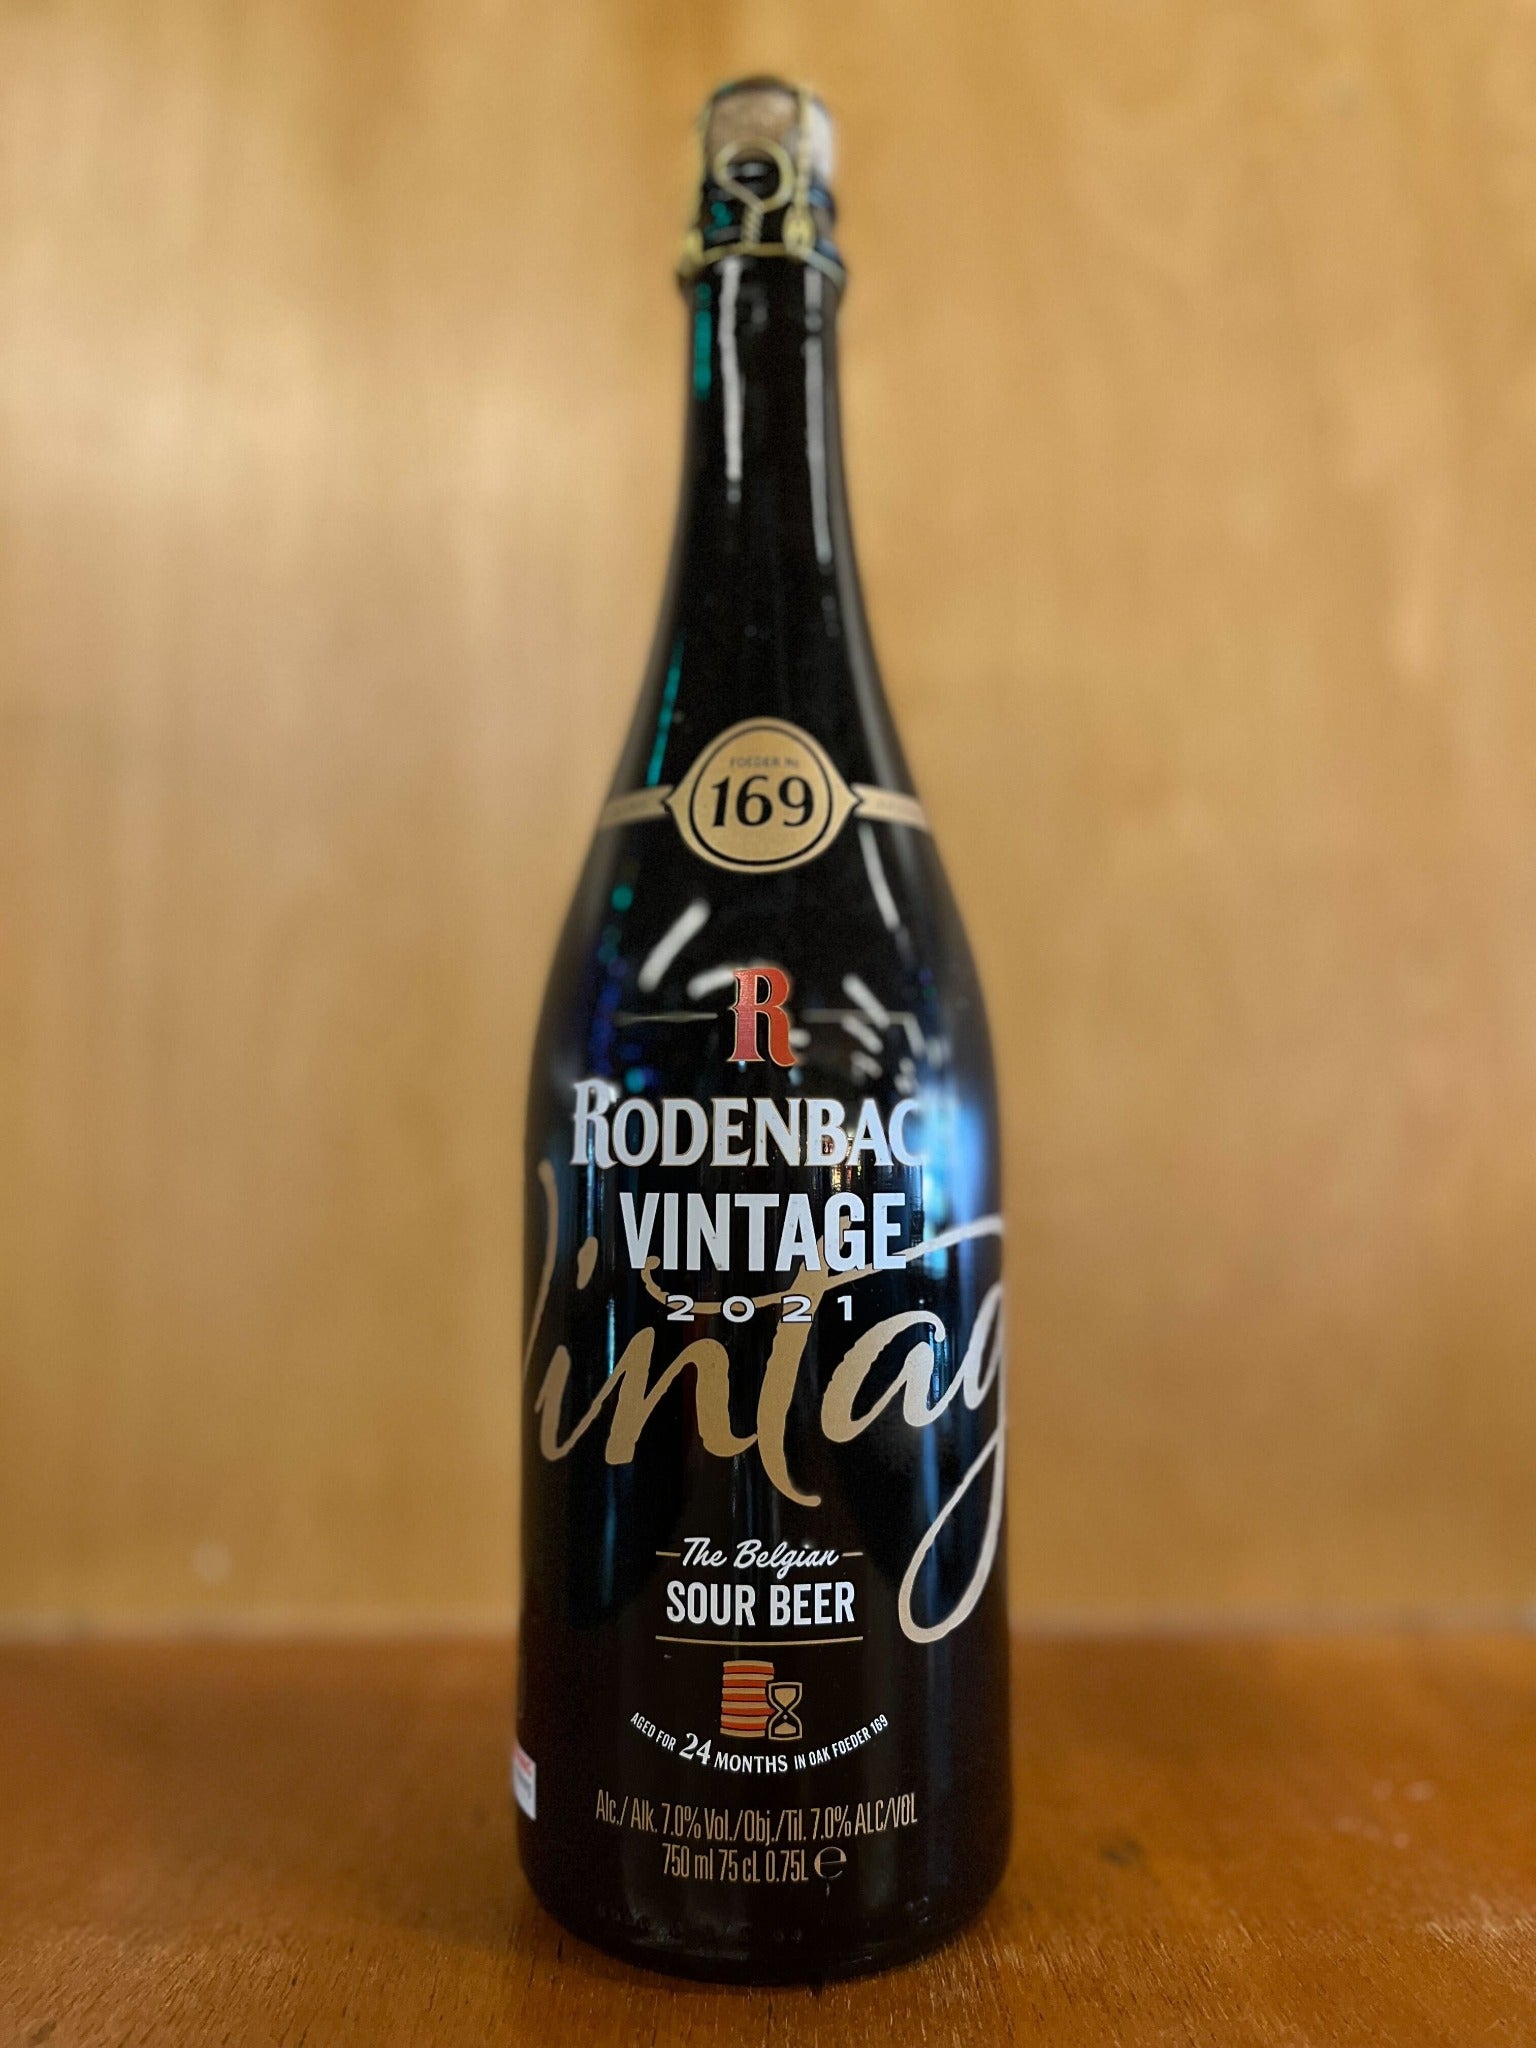 FOEDER No
169
R
RODENBACH
VINTAGE
2021
Vintag
The Belgian
SOUR BEER
AGED FOR 24 MONTHS IN OAK FOEDER 169
Alc./ Alk. 7.0% Vol./Obj./Til. 7.0% ALC/VOL
750 ml 75 cL 0.75L ℮